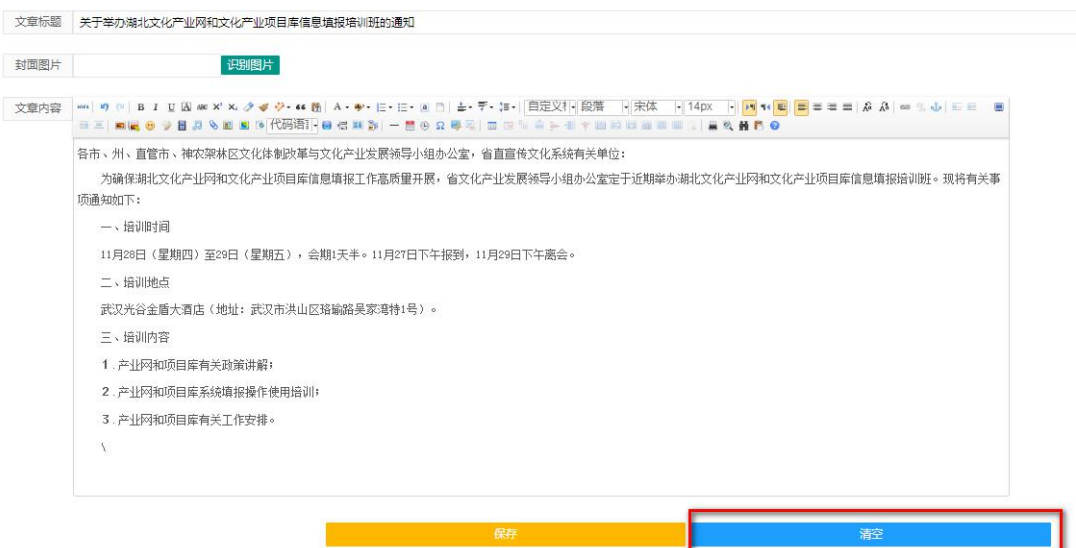 文章标题 关于举办湖北文化产业网和文化产业项目库信息填报培训班的通知
封面图片 识别图片
文章内容
HTML B I U A ABC X² X₂ A 自定义 段落 宋体 14px
代码语言 Ω
各市、州、直管市、神农架林区文化体制改革与文化产业发展领导小组办公室，省直宣传文化系统有关单位：
为确保湖北文化产业网和文化产业项目库信息填报工作高质量开展，省文化产业发展领导小组办公室定于近期举办湖北文化产业网和文化产业项目库信息填报培训班。现将有关事
项通知如下：
一、培训时间
11月28日（星期四）至29日（星期五），会期1天半。11月27日下午报到，11月29日下午离会。
二、培训地点
武汉光谷金盾大酒店（地址：武汉市洪山区珞瑜路吴家湾特1号）。
三、培训内容
1.产业网和项目库有关政策讲解；
2.产业网和项目库系统填报操作使用培训；
3.产业网和项目库有关工作安排。
\
保存 清空